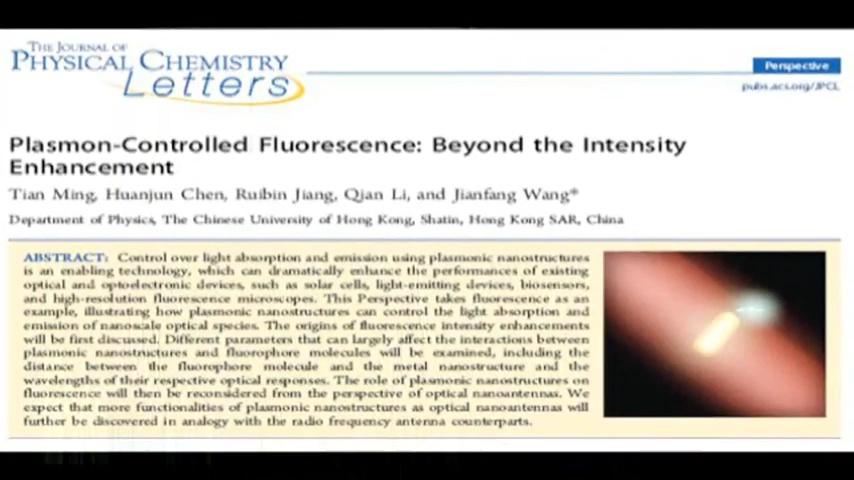 THE JOURNAL OF
PHYSICAL CHEMISTRY
Letters
Perspective
pubs.acs.org/JPCL
Plasmon-Controlled Fluorescence: Beyond the Intensity
Enhancement
Tian Ming, Huanjun Chen, Ruibin Jiang, Qian Li, and Jianfang Wang*
Department of Physics, The Chinese University of Hong Kong, Shatin, Hong Kong SAR, China
ABSTRACT: Control over light absorption and emission using plasmonic nanostructures
is an enabling technology, which can dramatically enhance the performances of existing
optical and optoelectronic devices, such as solar cells, light-emitting devices, biosensors,
and high-resolution fluorescence microscopes. This Perspective takes fluorescence as an
example, illustrating how plasmonic nanostructures can control the light absorption and
emission of nanoscale optical species. The origins of fluorescence intensity enhancements
will be first discussed. Different parameters that can largely affect the interactions between
plasmonic nanostructures and fluorophore molecules will be examined, including the
distance between the fluorophore molecule and the metal nanostructure and the
wavelengths of their respective optical responses. The role of plasmonic nanostructures on
fluorescence will then be reconsidered from the perspective of optical nanoantennas. We
expect that more functionalities of plasmonic nanostructures as optical nanoantennas will
further be discovered in analogy with the radio frequency antenna counterparts.